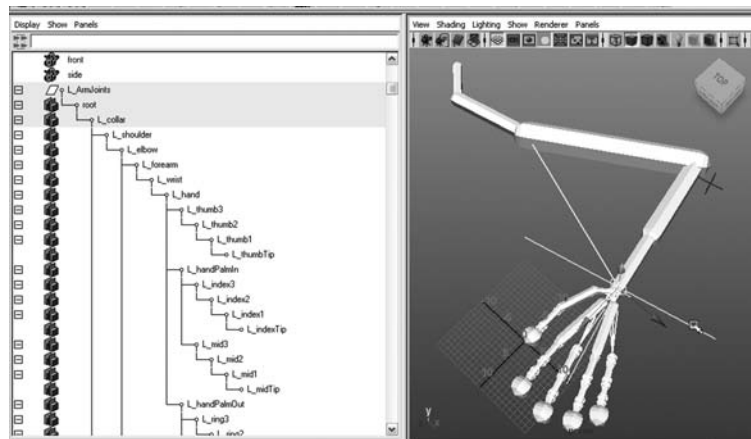 Display Show Panels
front
side
L_ArmJoints
root
L_collar
L_shoulder
L_elbow
L_forearm
L_wrist
L_hand
L_thumb3
L_thumb2
L_thumb1
L_thumbTip
L_handPalmIn
L_index3
L_index2
L_index1
L_indexTip
L_mid3
L_mid2
L_mid1
L_midTip
L_handPalmOut
L_ring3
L_ring2
View Shading Lighting Show Renderer Panels
TOP
y